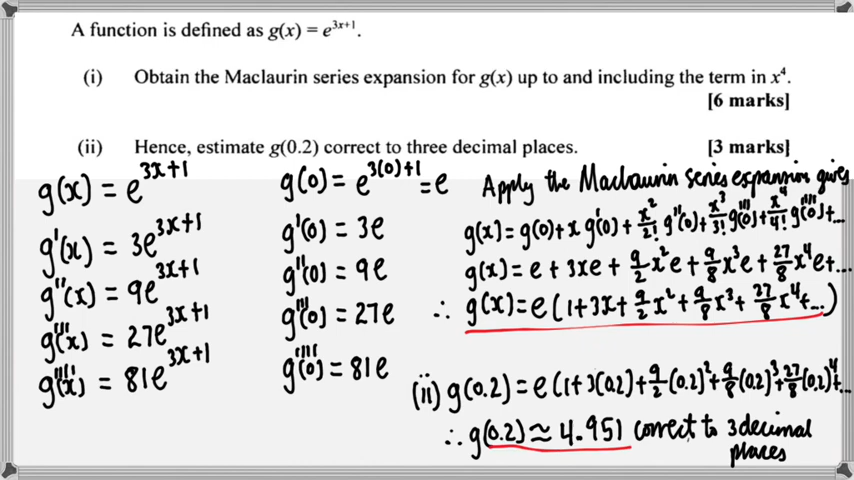 A function is defined as g(x) = e^{3x+1}.
(i) Obtain the Maclaurin series expansion for g(x) up to and including the term in x⁴.
[6 marks]
(ii) Hence, estimate g(0.2) correct to three decimal places. [3 marks]
g(x) = e^{3x+1}
g'(x) = 3e^{3x+1}
g''(x) = 9e^{3x+1}
g'''(x) = 27e^{3x+1}
g''''(x) = 81e^{3x+1}
g(0) = e^{3(0)+1} = e
g'(0) = 3e
g''(0) = 9e
g'''(0) = 27e
g''''(0) = 81e
Apply the Maclaurin series expansion gives
g(x) = g(0) + x g'(0) + x²/2! g''(0) + x³/3! g'''(0) + x⁴/4! g''''(0) + ...
g(x) = e + 3xe + 9/2 x²e + 9/8 x³e + 27/8 x⁴e + ...
∴ g(x) = e(1 + 3x + 9/2 x² + 9/8 x³ + 27/8 x⁴ + ...)
(ii) g(0.2) = e(1 + 3(0.2) + 9/2 (0.2)² + 9/8 (0.2)³ + 27/8 (0.2)⁴ + ...
∴ g(0.2) ≈ 4.951 correct to 3 decimal
places